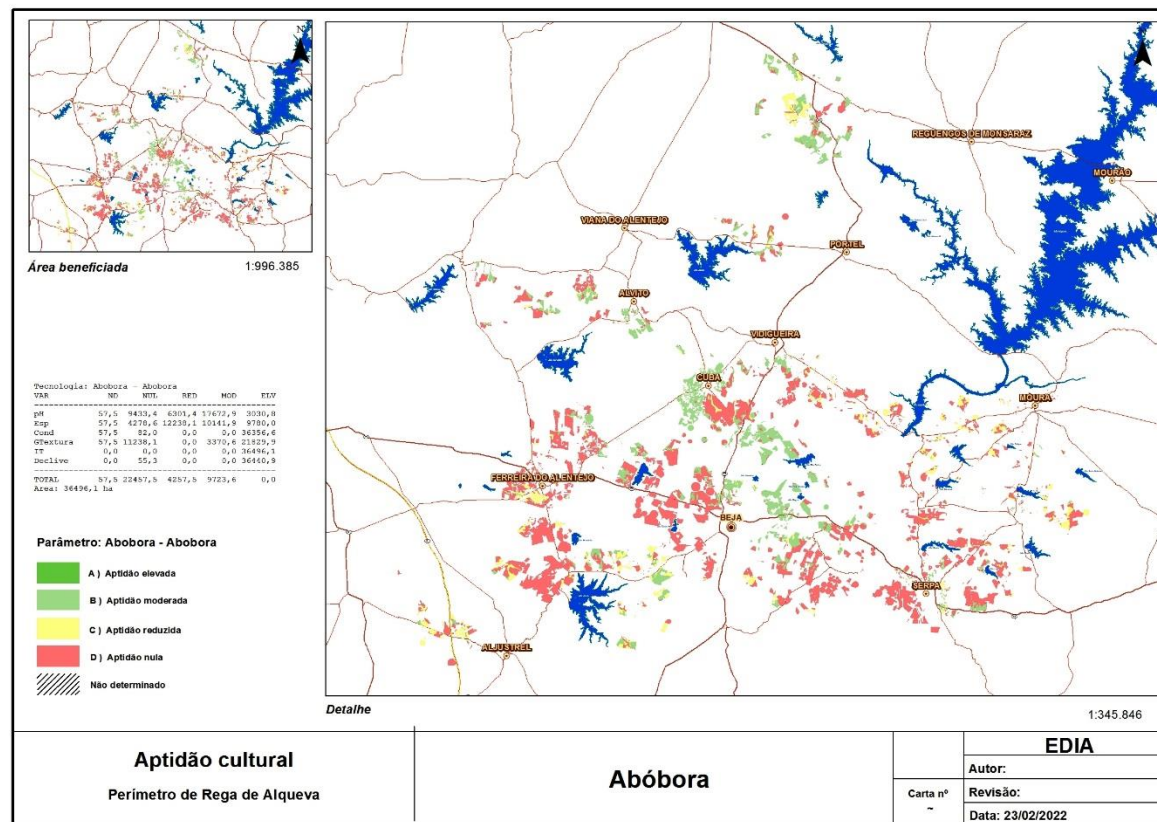 N
Área beneficiada
1:996.385
Tecnologia: Abobora - Abobora
VAR ND NUL RED MOD ELV
pH 57,5 9433,4 6301,4 17672,9 3030,8
Esp 57,5 4278,6 12238,1 10141,9 9780,0
Cond 57,5 82,0 0,0 0,0 36356,6
GTextura 57,5 11238,1 0,0 3370,6 21829,9
IT 0,0 0,0 0,0 0,0 36496,1
Declive 0,0 55,3 0,0 0,0 36440,9
TOTAL 57,5 22457,5 4257,5 9723,6 0,0
Area: 36496,1 ha
Parâmetro: Abobora - Abobora
A ) Aptidão elevada
B ) Aptidão moderada
C ) Aptidão reduzida
D ) Aptidão nula
Não determinado
REGUENGOS DE MONSARAZ
MOURÃO
VIANA DO ALENTEJO
PORTEL
ALVITO
VIDIGUEIRA
CUBA
MOURA
FERREIRA DO ALENTEJO
BEJA
SERPA
ALJUSTREL
Detalhe
1:345.846
Aptidão cultural
Perímetro de Rega de Alqueva
Abóbora
Carta nº
~
EDIA
Autor:
Revisão:
Data: 23/02/2022